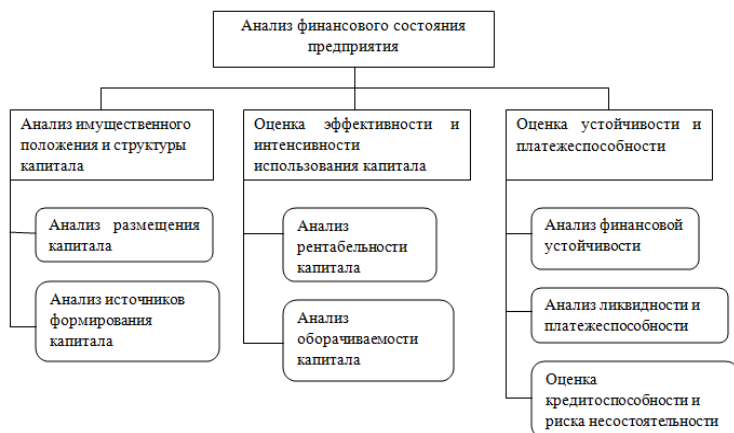 Анализ финансового состояния
предприятия
Анализ имущественного
положения и структуры
капитала
Оценка эффективности и
интенсивности
использования капитала
Оценка устойчивости и
платежеспособности
Анализ размещения
капитала
Анализ источников
формирования
капитала
Анализ
рентабельности
капитала
Анализ
оборачиваемости
капитала
Анализ финансовой
устойчивости
Анализ ликвидности и
платежеспособности
Оценка
кредитоспособности и
риска несостоятельности